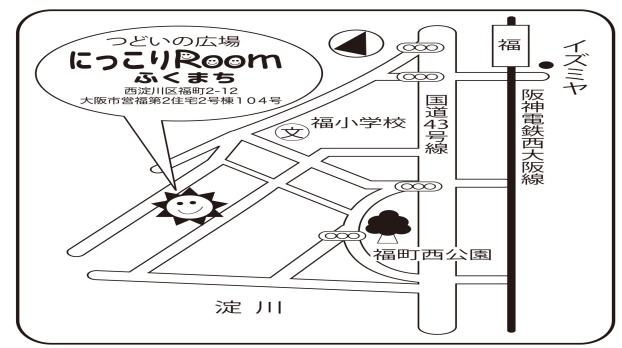 つどいの広場
にっこりRoom
ふくまち
西淀川区福町2-12
大阪市営福第2住宅2号棟104号
福
イズミヤ
文
福小学校
国道43号線
阪神電鉄西大阪線
福町西公園
淀川